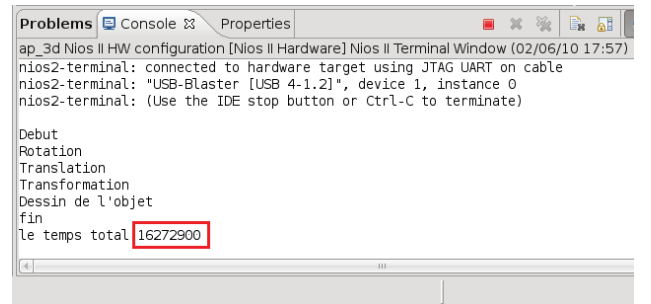 Problems Console Properties
ap_3d Nios II HW configuration [Nios II Hardware] Nios II Terminal Window (02/06/10 17:57)
nios2-terminal: connected to hardware target using JTAG UART on cable
nios2-terminal: "USB-Blaster [USB 4-1.2]", device 1, instance 0
nios2-terminal: (Use the IDE stop button or Ctrl-C to terminate)
Debut
Rotation
Translation
Transformation
Dessin de l'objet
fin
le temps total 16272900